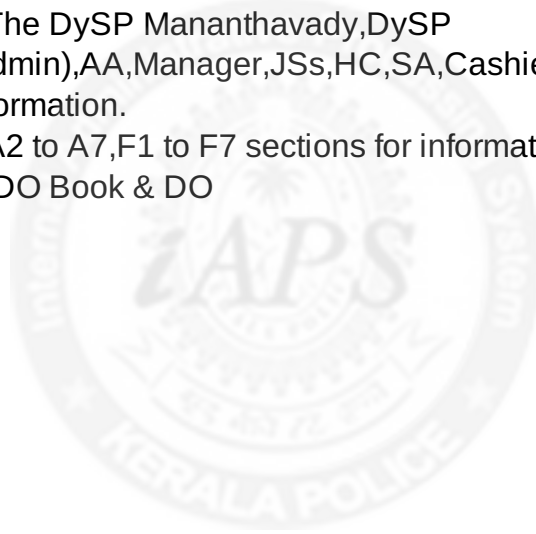 The DySP Mananthavady,DySP
dmin),AA,Manager,JSs,HC,SA,Cashie
ormation.
A2 to A7,F1 to F7 sections for informat
DO Book & DO
iAPS
System
KERALA POLICE